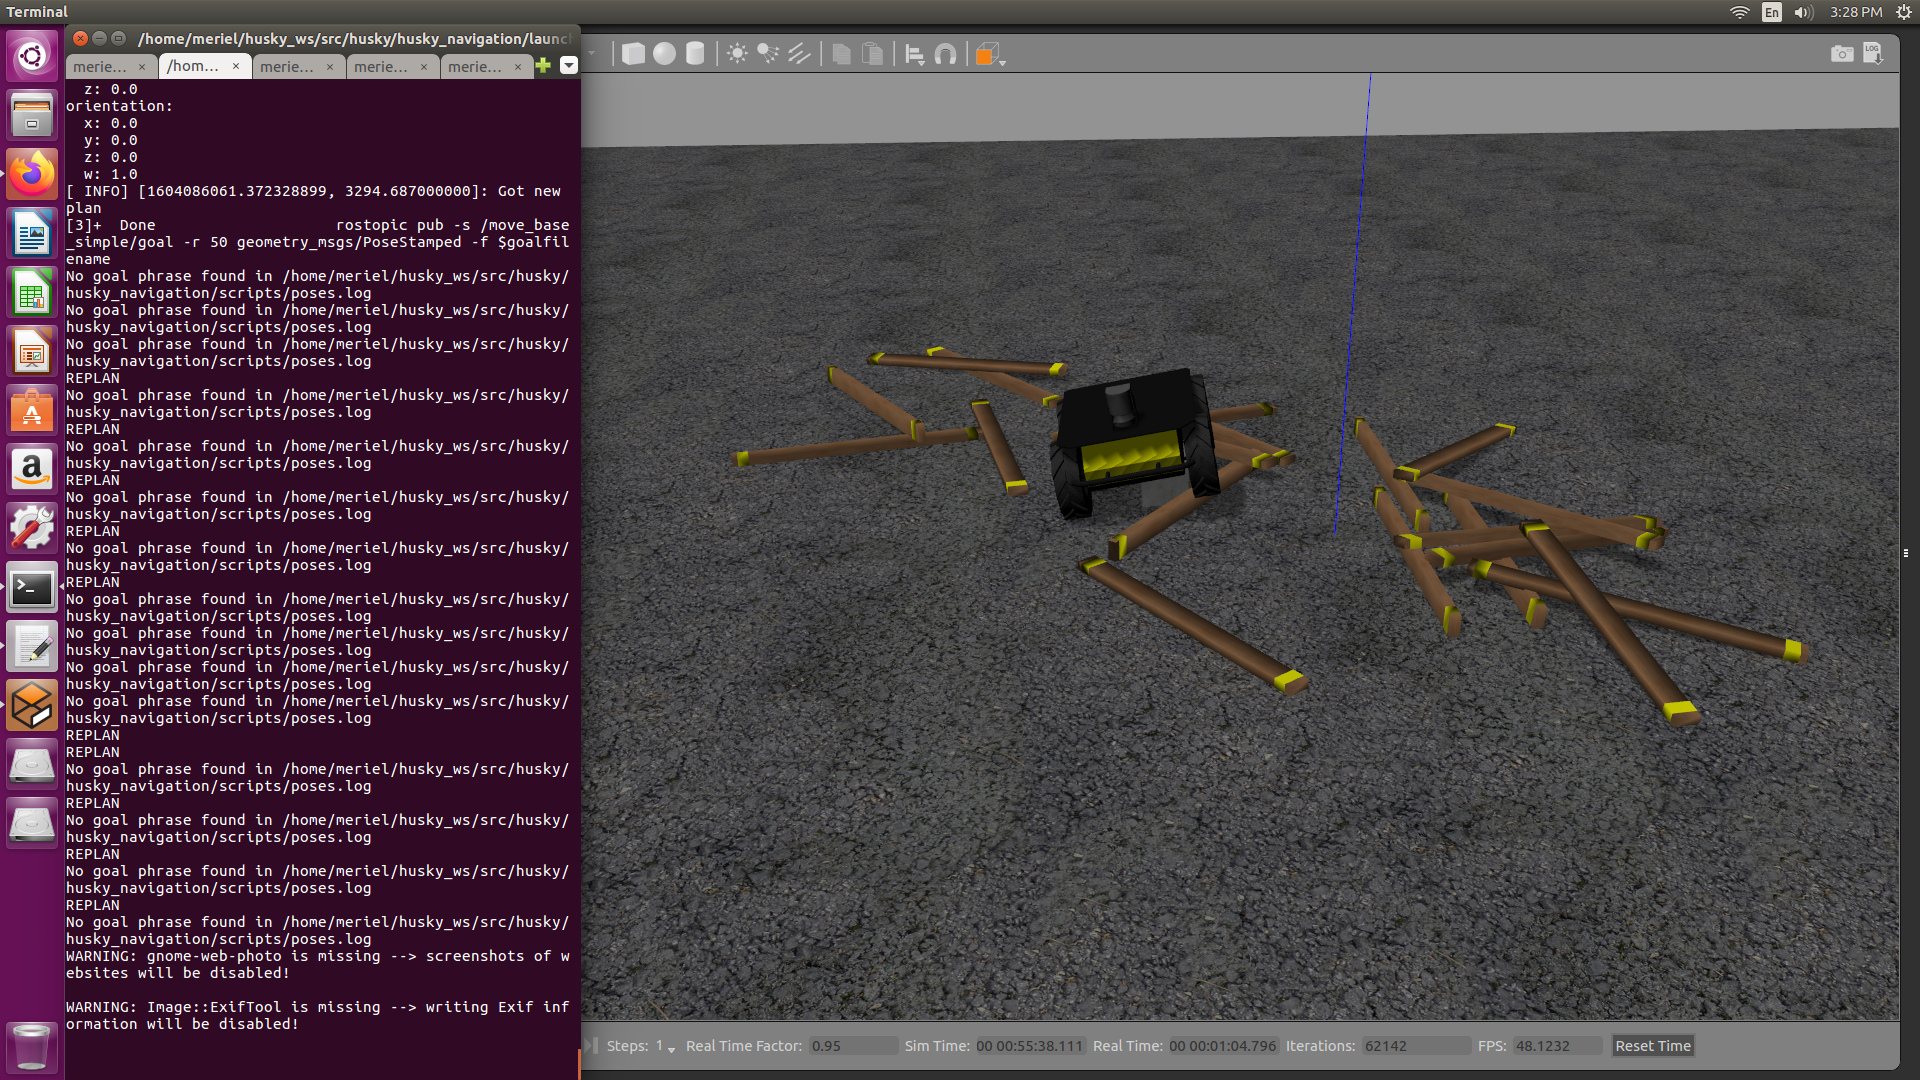 Terminal
En
3:28 PM
/home/meriel/husky_ws/src/husky/husky_navigation/launc
merie... × /hom... × merie... × merie... × merie... ×
LOG
z: 0.0
orientation:
x: 0.0
y: 0.0
z: 0.0
w: 1.0
[ INFO] [1604086061.372328899, 3294.687000000]: Got new
plan
[3]+  Done                    rostopic pub -s /move_base
_simple/goal -r 50 geometry_msgs/PoseStamped -f $goalfil
ename
No goal phrase found in /home/meriel/husky_ws/src/husky/
husky_navigation/scripts/poses.log
No goal phrase found in /home/meriel/husky_ws/src/husky/
husky_navigation/scripts/poses.log
No goal phrase found in /home/meriel/husky_ws/src/husky/
husky_navigation/scripts/poses.log
REPLAN
No goal phrase found in /home/meriel/husky_ws/src/husky/
husky_navigation/scripts/poses.log
REPLAN
No goal phrase found in /home/meriel/husky_ws/src/husky/
husky_navigation/scripts/poses.log
REPLAN
No goal phrase found in /home/meriel/husky_ws/src/husky/
husky_navigation/scripts/poses.log
REPLAN
No goal phrase found in /home/meriel/husky_ws/src/husky/
husky_navigation/scripts/poses.log
REPLAN
No goal phrase found in /home/meriel/husky_ws/src/husky/
husky_navigation/scripts/poses.log
No goal phrase found in /home/meriel/husky_ws/src/husky/
husky_navigation/scripts/poses.log
No goal phrase found in /home/meriel/husky_ws/src/husky/
husky_navigation/scripts/poses.log
No goal phrase found in /home/meriel/husky_ws/src/husky/
husky_navigation/scripts/poses.log
REPLAN
REPLAN
No goal phrase found in /home/meriel/husky_ws/src/husky/
husky_navigation/scripts/poses.log
REPLAN
No goal phrase found in /home/meriel/husky_ws/src/husky/
husky_navigation/scripts/poses.log
REPLAN
No goal phrase found in /home/meriel/husky_ws/src/husky/
husky_navigation/scripts/poses.log
REPLAN
No goal phrase found in /home/meriel/husky_ws/src/husky/
husky_navigation/scripts/poses.log
WARNING: gnome-web-photo is missing --> screenshots of w
ebsites will be disabled!
WARNING: Image::ExifTool is missing --> writing Exif inf
ormation will be disabled!
Steps: 1 Real Time Factor: 0.95 Sim Time: 00 00:55:38.111 Real Time: 00 00:01:04.796 Iterations: 62142 FPS: 48.1232 Reset Time